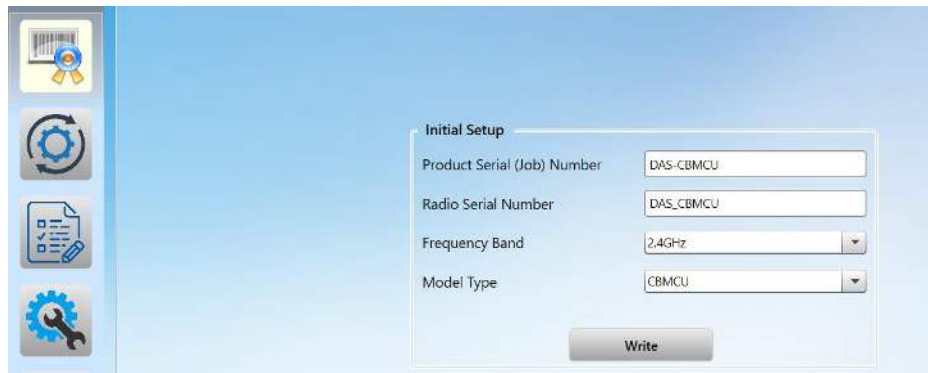 Initial Setup
Product Serial (Job) Number DAS-CBMCU
Radio Serial Number DAS_CBMCU
Frequency Band 2.4GHz
Model Type CBMCU
Write